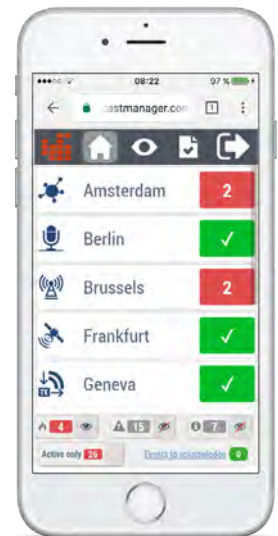 08:22 97 %
astmanager.com 1
Amsterdam 2
Berlin
Brussels 2
Frankfurt
Geneva
4 15 7
Active only 26 Events to acknowledge 0